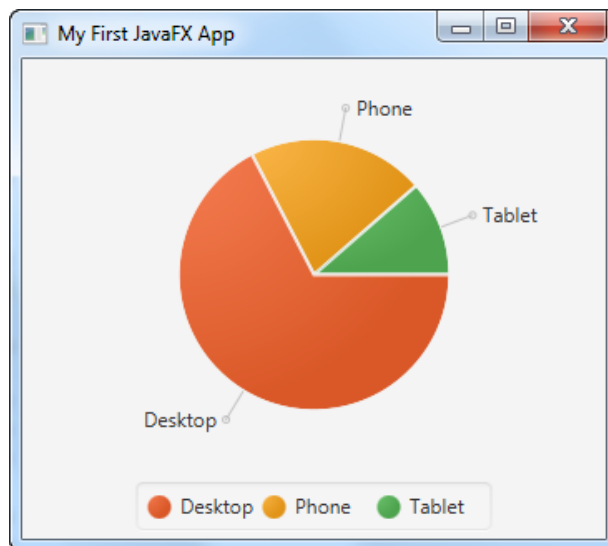 My First JavaFX App
Phone
Tablet
Desktop
Desktop Phone Tablet